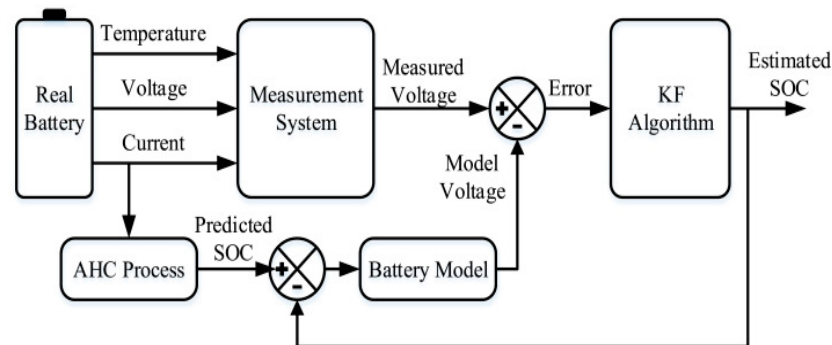 Temperature
Real
Battery
Voltage
Current
Measurement
System
Measured
Voltage
+
-
Error
KF
Algorithm
Estimated
SOC
Model
Voltage
AHC Process
Predicted
SOC
+
-
Battery Model